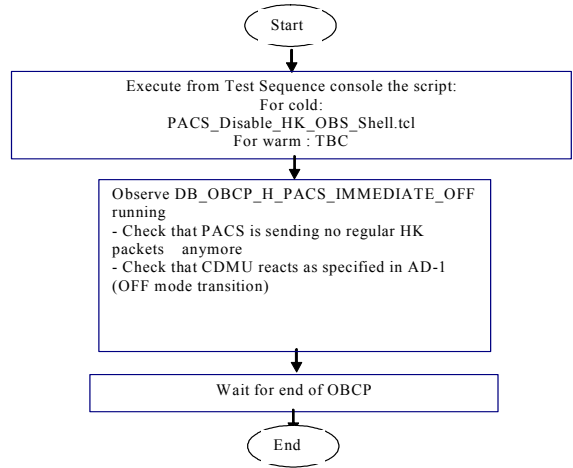 Start
Execute from Test Sequence console the script:
For cold:
PACS_Disable_HK_OBS_Shell.tcl
For warm : TBC
Observe DB_OBCP_H_PACS_IMMEDIATE_OFF
running
- Check that PACS is sending no regular HK
packets anymore
- Check that CDMU reacts as specified in AD-1
(OFF mode transition)
Wait for end of OBCP
End